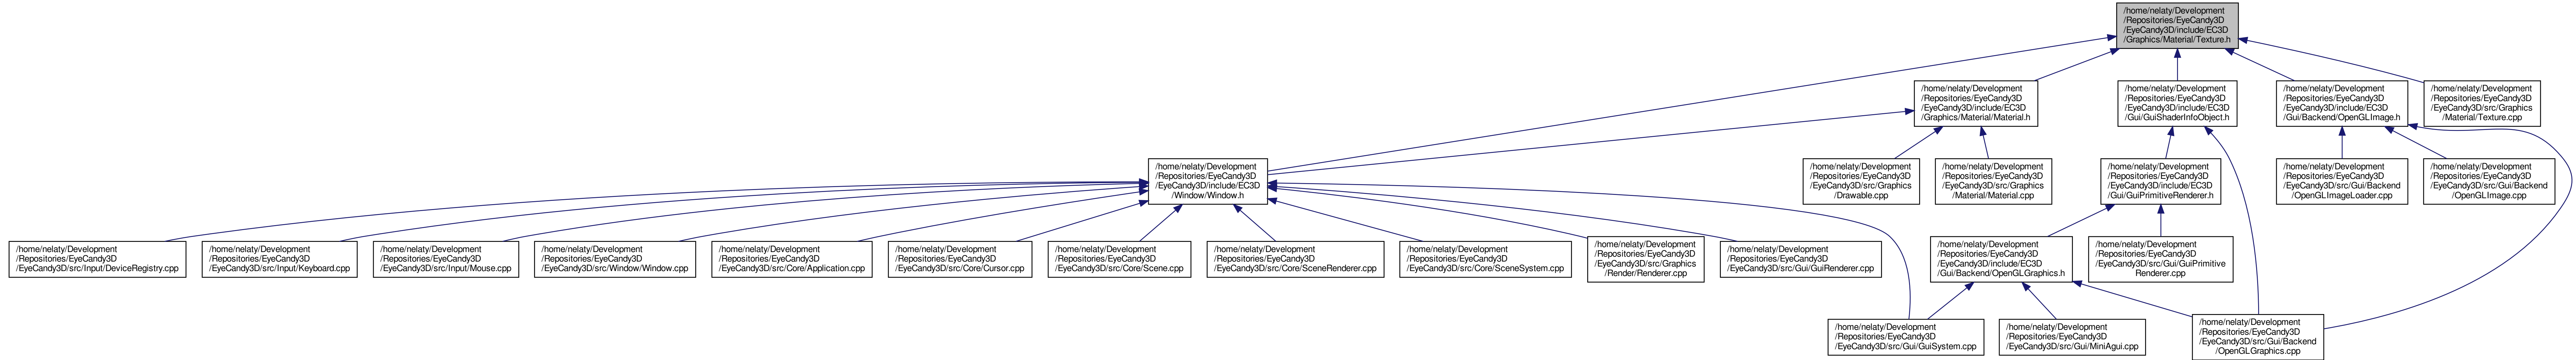 /home/nelaty/Development
/Repositories/EyeCandy3D
/EyeCandy3D/include/EC3D
/Graphics/Material/Texture.h
/home/nelaty/Development
/Repositories/EyeCandy3D
/EyeCandy3D/include/EC3D
/Graphics/Material/Material.h
/home/nelaty/Development
/Repositories/EyeCandy3D
/EyeCandy3D/include/EC3D
/Gui/GuiShaderInfoObject.h
/home/nelaty/Development
/Repositories/EyeCandy3D
/EyeCandy3D/include/EC3D
/Gui/Backend/OpenGLImage.h
/home/nelaty/Development
/Repositories/EyeCandy3D
/EyeCandy3D/src/Graphics
/Material/Texture.cpp
/home/nelaty/Development
/Repositories/EyeCandy3D
/EyeCandy3D/include/EC3D
/Window/Window.h
/home/nelaty/Development
/Repositories/EyeCandy3D
/EyeCandy3D/src/Graphics
/Drawable.cpp
/home/nelaty/Development
/Repositories/EyeCandy3D
/EyeCandy3D/src/Graphics
/Material/Material.cpp
/home/nelaty/Development
/Repositories/EyeCandy3D
/EyeCandy3D/include/EC3D
/Gui/GuiPrimitiveRenderer.h
/home/nelaty/Development
/Repositories/EyeCandy3D
/EyeCandy3D/src/Gui/Backend
/OpenGLImageLoader.cpp
/home/nelaty/Development
/Repositories/EyeCandy3D
/EyeCandy3D/src/Gui/Backend
/OpenGLImage.cpp
/home/nelaty/Development
/Repositories/EyeCandy3D
/EyeCandy3D/src/Input/DeviceRegistry.cpp
/home/nelaty/Development
/Repositories/EyeCandy3D
/EyeCandy3D/src/Input/Keyboard.cpp
/home/nelaty/Development
/Repositories/EyeCandy3D
/EyeCandy3D/src/Input/Mouse.cpp
/home/nelaty/Development
/Repositories/EyeCandy3D
/EyeCandy3D/src/Window/Window.cpp
/home/nelaty/Development
/Repositories/EyeCandy3D
/EyeCandy3D/src/Core/Application.cpp
/home/nelaty/Development
/Repositories/EyeCandy3D
/EyeCandy3D/src/Core/Cursor.cpp
/home/nelaty/Development
/Repositories/EyeCandy3D
/EyeCandy3D/src/Core/Scene.cpp
/home/nelaty/Development
/Repositories/EyeCandy3D
/EyeCandy3D/src/Core/SceneRenderer.cpp
/home/nelaty/Development
/Repositories/EyeCandy3D
/EyeCandy3D/src/Core/SceneSystem.cpp
/home/nelaty/Development
/Repositories/EyeCandy3D
/EyeCandy3D/src/Graphics
/Render/Renderer.cpp
/home/nelaty/Development
/Repositories/EyeCandy3D
/EyeCandy3D/src/Gui/GuiRenderer.cpp
/home/nelaty/Development
/Repositories/EyeCandy3D
/EyeCandy3D/include/EC3D
/Gui/Backend/OpenGLGraphics.h
/home/nelaty/Development
/Repositories/EyeCandy3D
/EyeCandy3D/src/Gui/GuiPrimitive
Renderer.cpp
/home/nelaty/Development
/Repositories/EyeCandy3D
/EyeCandy3D/src/Gui/GuiSystem.cpp
/home/nelaty/Development
/Repositories/EyeCandy3D
/EyeCandy3D/src/Gui/MiniAgui.cpp
/home/nelaty/Development
/Repositories/EyeCandy3D
/EyeCandy3D/src/Gui/Backend
/OpenGLGraphics.cpp